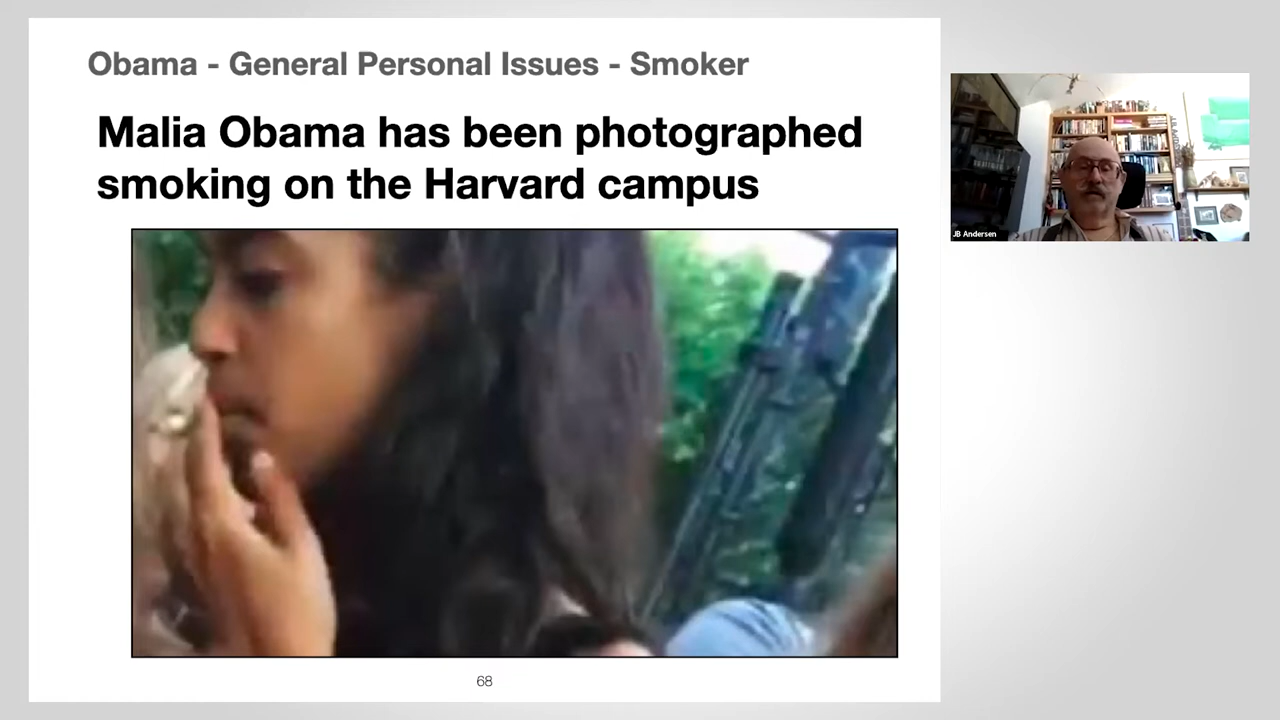 Obama - General Personal Issues - Smoker
Malia Obama has been photographed
smoking on the Harvard campus
68
JB Andersen